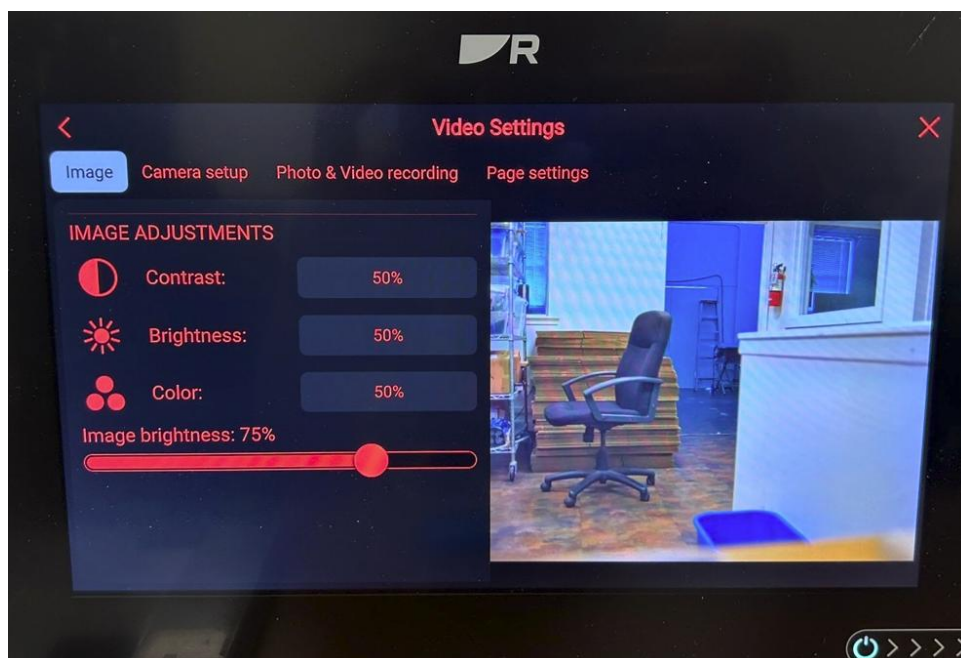 R
Video Settings
Image Camera setup Photo & Video recording Page settings
IMAGE ADJUSTMENTS
Contrast: 50%
Brightness: 50%
Color: 50%
Image brightness: 75%